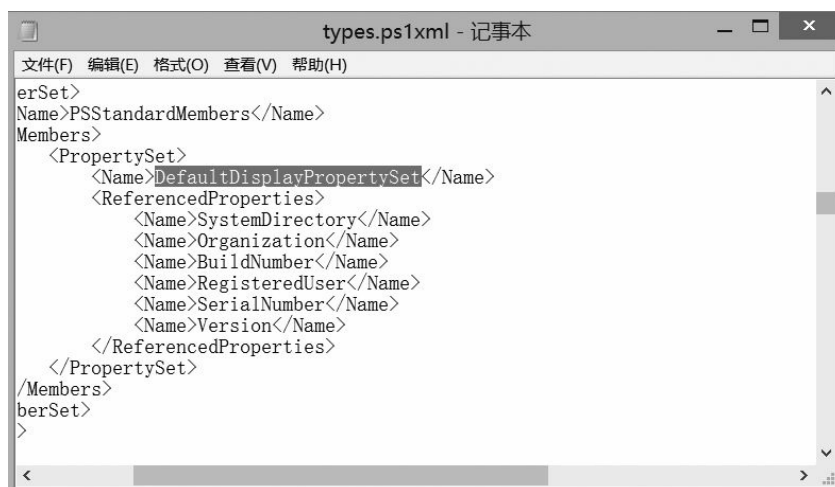 types.ps1xml - 记事本
文件(F) 编辑(E) 格式(O) 查看(V) 帮助(H)
erSet>
Name>PSStandardMembers</Name>
Members>
<PropertySet>
<Name>DefaultDisplayPropertySet</Name>
<ReferencedProperties>
<Name>SystemDirectory</Name>
<Name>Organization</Name>
<Name>BuildNumber</Name>
<Name>RegisteredUser</Name>
<Name>SerialNumber</Name>
<Name>Version</Name>
</ReferencedProperties>
</PropertySet>
/Members>
berSet>
>